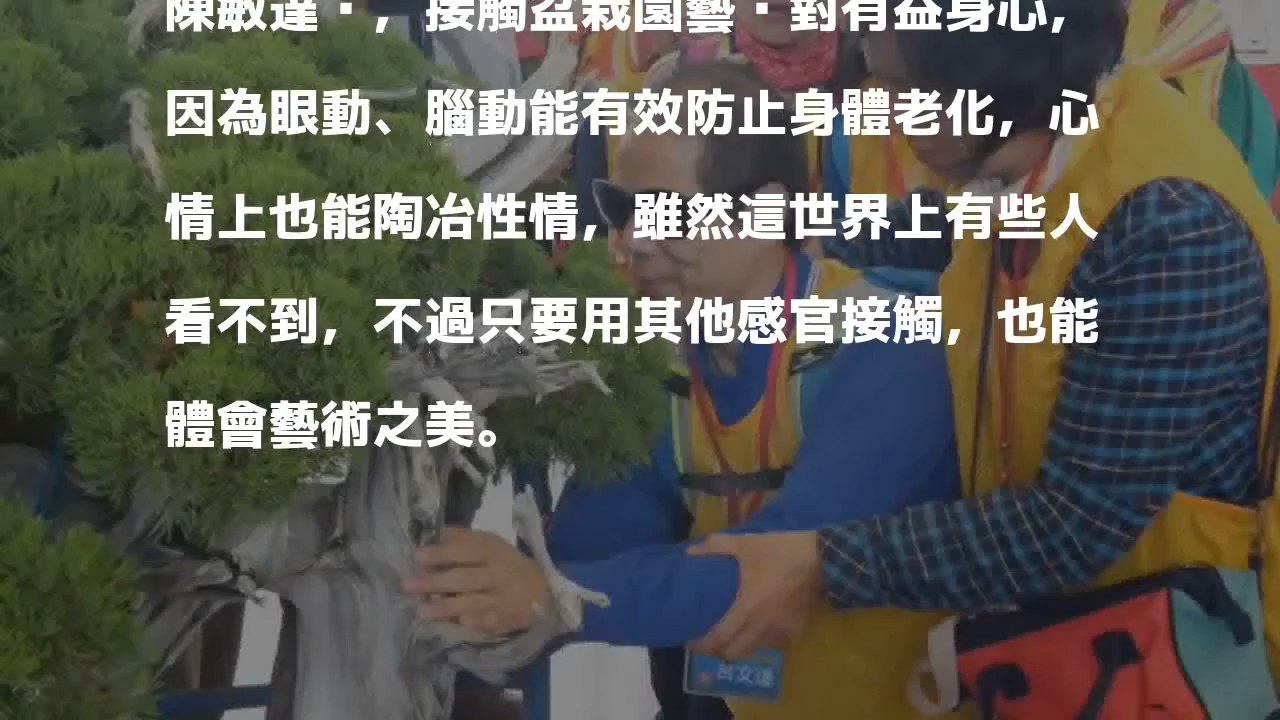 陳敏達·，接觸盆栽園藝·對有益身心，
因為眼動、腦動能有效防止身體老化，心
情上也能陶冶性情，雖然這世界上有些人
看不到，不過只要用其他感官接觸，也能
體會藝術之美。